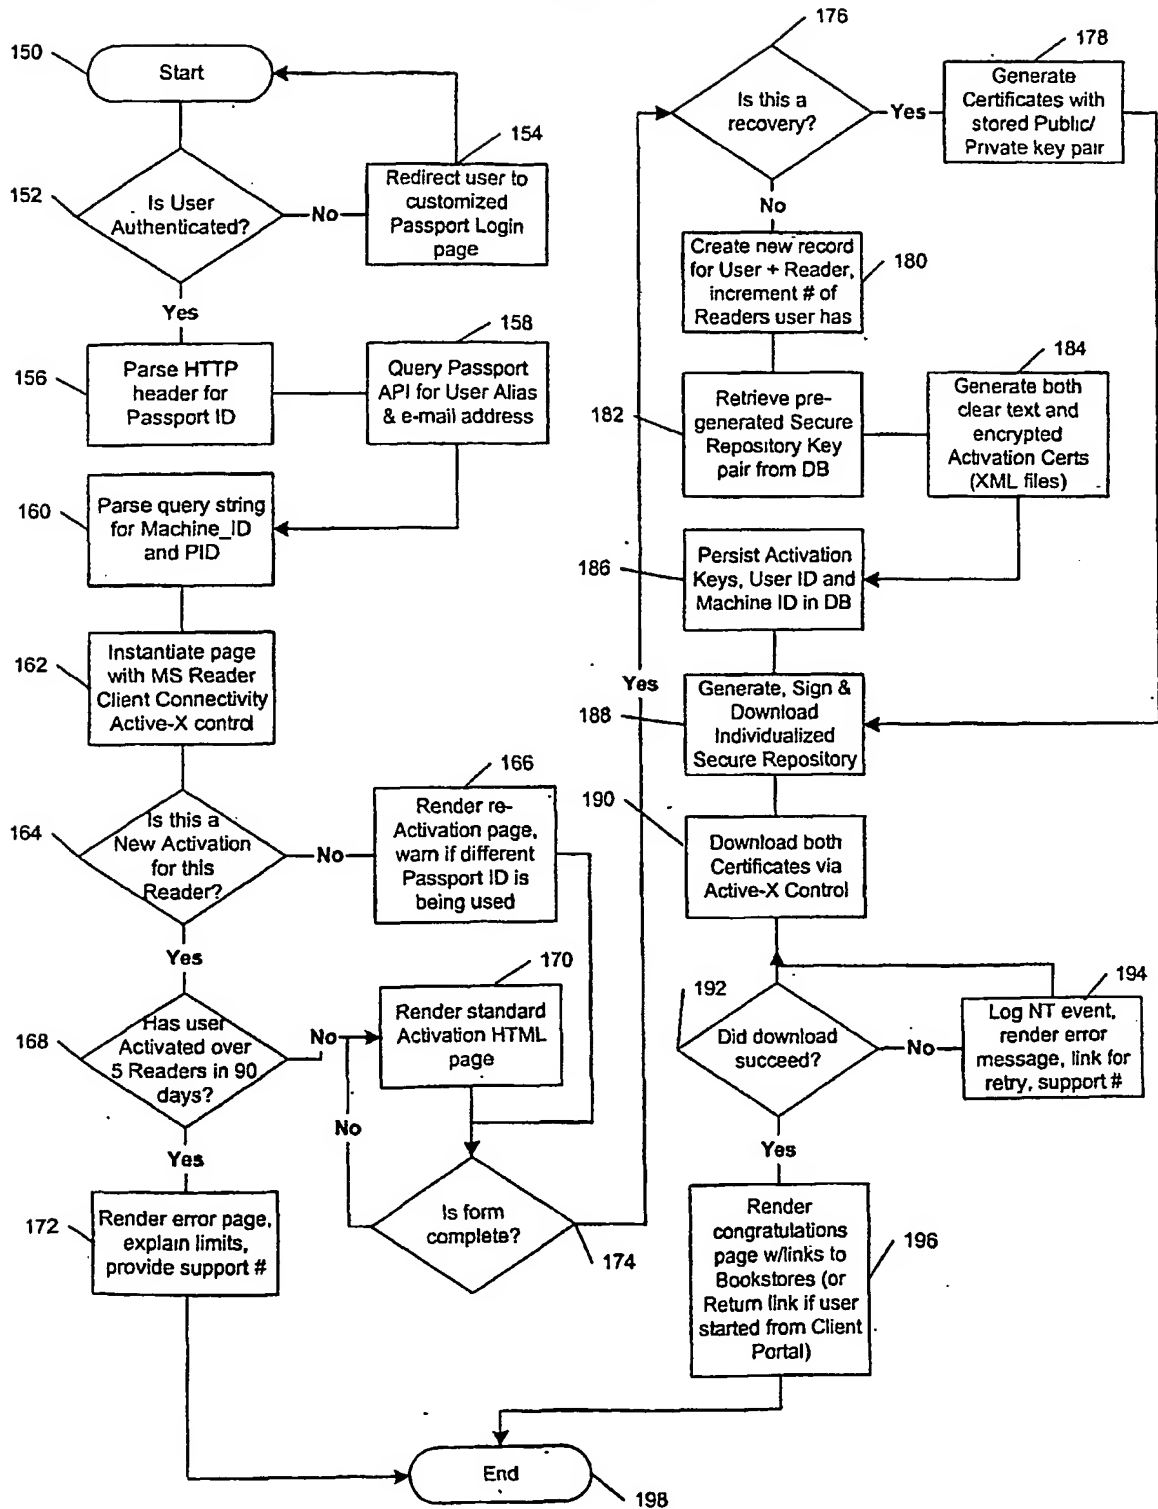 150
Start
154
Redirect user to
customized
Passport Login
page
152
Is User
Authenticated?
No
Yes
156
Parse HTTP
header for
Passport ID
158
Query Passport
API for User Alias
& e-mail address
160
Parse query string
for Machine_ID
and PID
162
Instantiate page
with MS Reader
Client Connectivity
Active-X control
164
Is this a
New Activation
for this
Reader?
No
166
Render re-
Activation page,
warn if different
Passport ID is
being used
Yes
168
Has user
Activated over
5 Readers in 90
days?
No
170
Render standard
Activation HTML
page
No
Yes
172
Render error page,
explain limits,
provide support #
Is form
complete?
174
Yes
176
Is this a
recovery?
Yes
178
Generate
Certificates with
stored Public/
Private key pair
No
Create new record
for User + Reader,
increment # of
Readers user has
180
182
Retrieve pre-
generated Secure
Repository Key
pair from DB
184
Generate both
clear text and
encrypted
Activation Certs
(XML files)
186
Persist Activation
Keys, User ID and
Machine ID in DB
188
Generate, Sign &
Download
Individualized
Secure Repository
190
Download both
Certificates via
Active-X Control
192
Did download
succeed?
No
194
Log NT event,
render error
message, link for
retry, support #
Yes
Render
congratulations
page w/links to
Bookstores (or
Return link if user
started from Client
Portal)
196
End
198